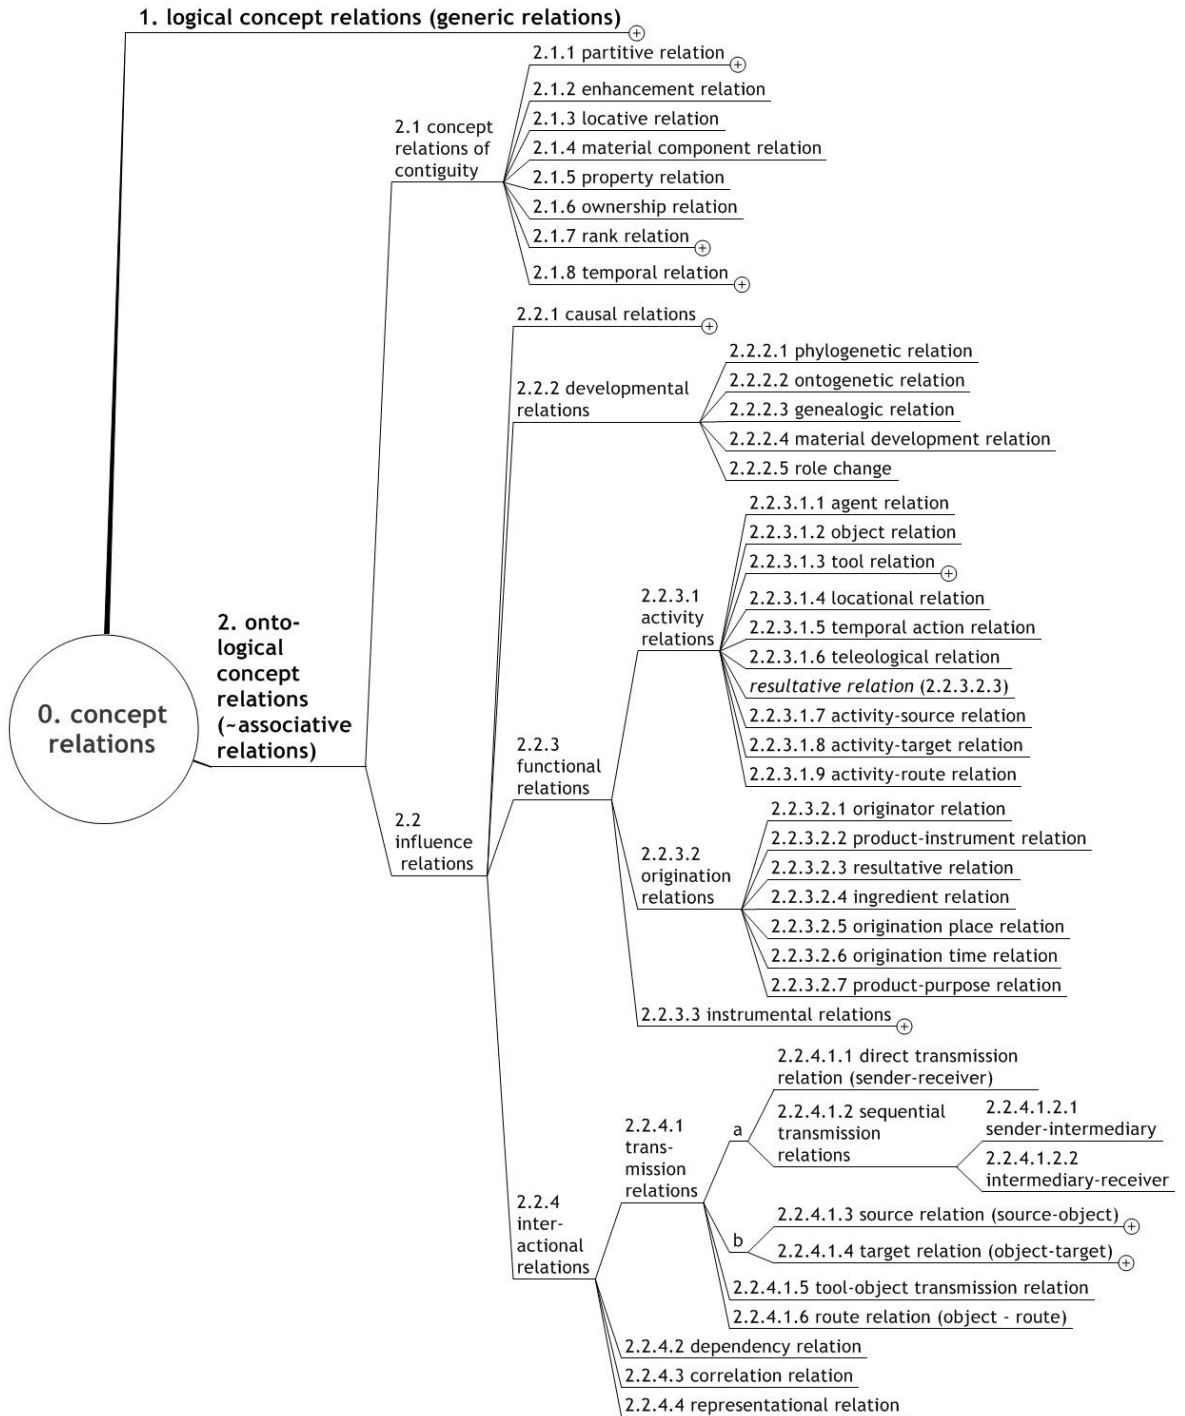 1. logical concept relations (generic relations)
2.1.1 partitive relation
2.1.2 enhancement relation
2.1.3 locative relation
2.1 concept
relations of
contiguity
2.1.4 material component relation
2.1.5 property relation
2.1.6 ownership relation
2.1.7 rank relation
2.1.8 temporal relation
2.2.1 causal relations
2.2.2 developmental
relations
2.2.2.1 phylogenetic relation
2.2.2.2 ontogenetic relation
2.2.2.3 genealogic relation
2.2.2.4 material development relation
2.2.2.5 role change
2.2.3.1.1 agent relation
2.2.3.1.2 object relation
2.2.3.1.3 tool relation
2.2.3.1
activity
relations
2.2.3.1.4 locational relation
2.2.3.1.5 temporal action relation
2.2.3.1.6 teleological relation
resultative relation (2.2.3.2.3)
2.2.3.1.7 activity-source relation
2.2.3.1.8 activity-target relation
2.2.3.1.9 activity-route relation
2. onto-
logical
concept
relations
(~associative
relations)
0. concept
relations
2.2.3
functional
relations
2.2
influence
relations
2.2.3.2.1 originator relation
2.2.3.2.2 product-instrument relation
2.2.3.2
origination
relations
2.2.3.2.3 resultative relation
2.2.3.2.4 ingredient relation
2.2.3.2.5 origination place relation
2.2.3.2.6 origination time relation
2.2.3.2.7 product-purpose relation
2.2.3.3 instrumental relations
2.2.4.1.1 direct transmission
relation (sender-receiver)
2.2.4.1
trans-
mission
relations
a
2.2.4.1.2 sequential
transmission
relations
2.2.4.1.2.1
sender-intermediary
2.2.4.1.2.2
intermediary-receiver
2.2.4
inter-
actional
relations
b
2.2.4.1.3 source relation (source-object)
2.2.4.1.4 target relation (object-target)
2.2.4.1.5 tool-object transmission relation
2.2.4.1.6 route relation (object - route)
2.2.4.2 dependency relation
2.2.4.3 correlation relation
2.2.4.4 representational relation